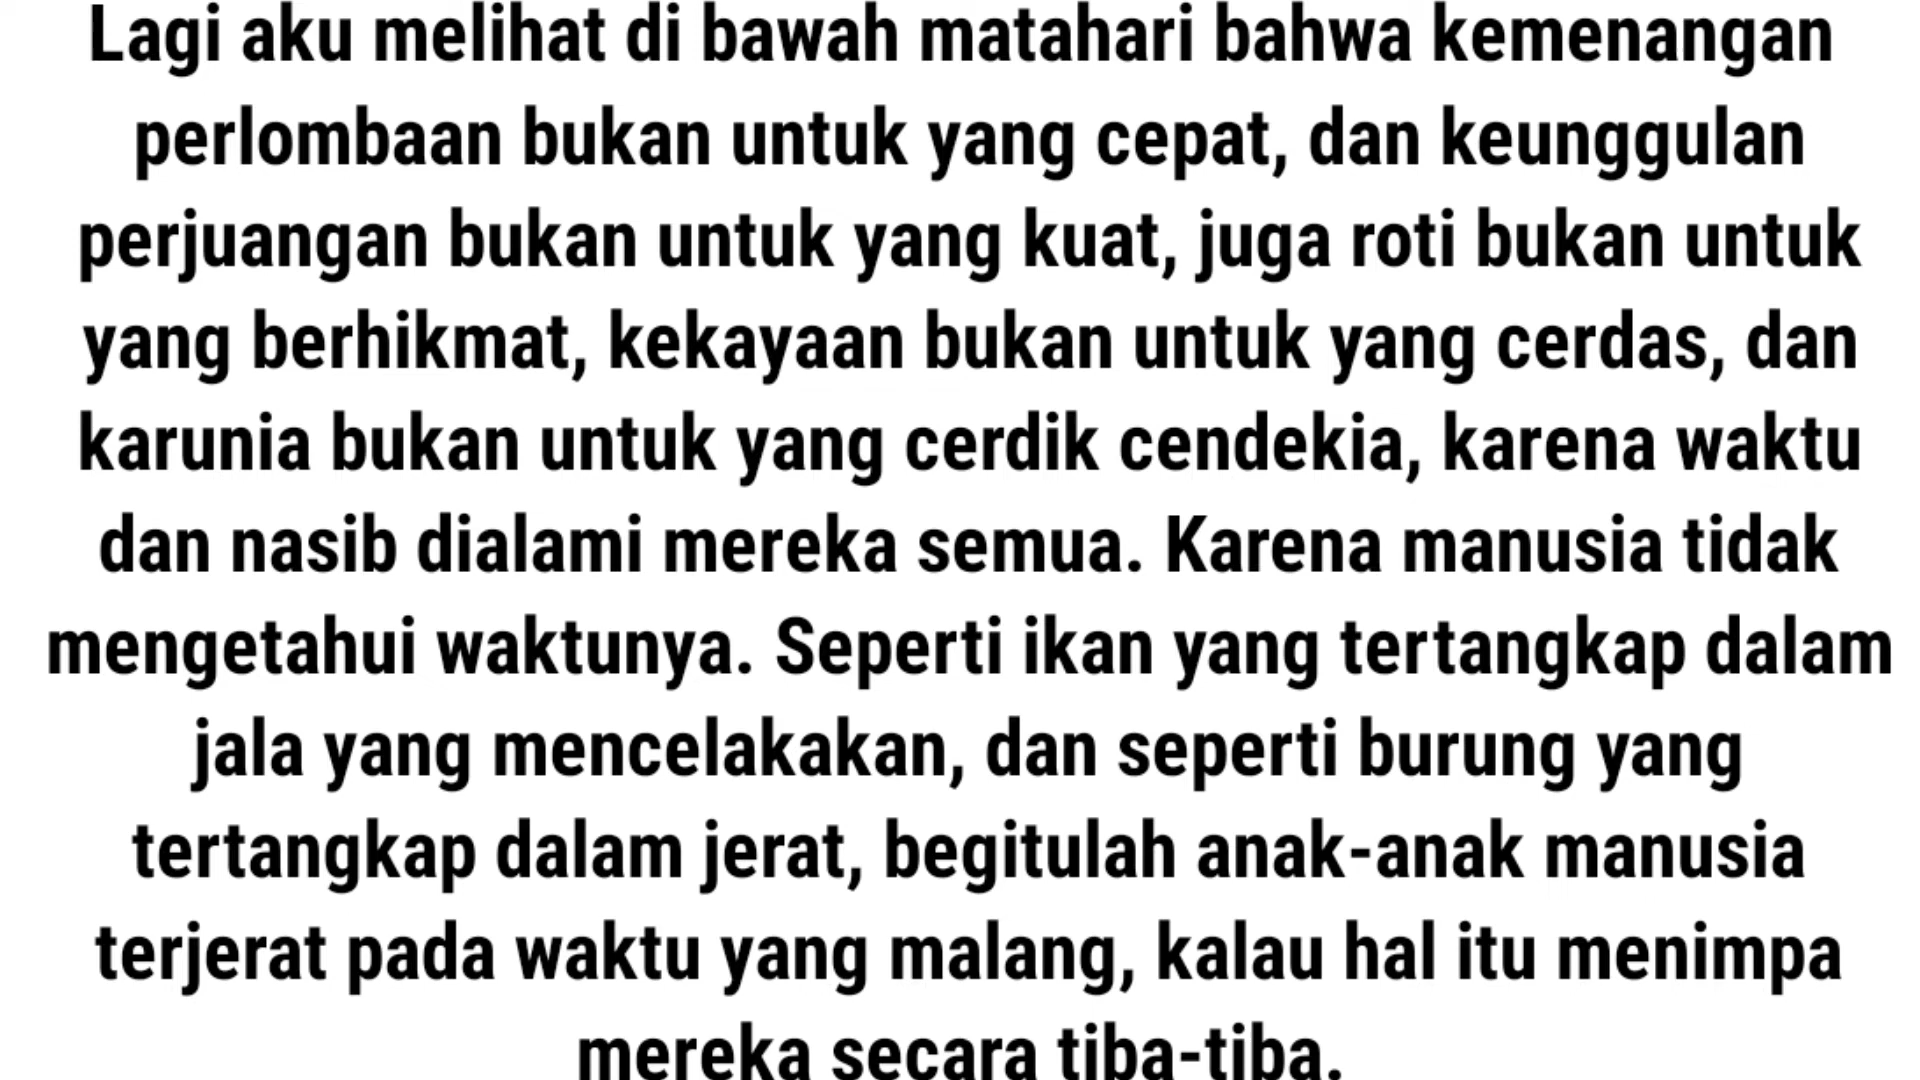 Lagi aku melihat di bawah matahari bahwa kemenangan
perlombaan bukan untuk yang cepat, dan keunggulan
perjuangan bukan untuk yang kuat, juga roti bukan untuk
yang berhikmat, kekayaan bukan untuk yang cerdas, dan
karunia bukan untuk yang cerdik cendekia, karena waktu
dan nasib dialami mereka semua. Karena manusia tidak
mengetahui waktunya. Seperti ikan yang tertangkap dalam
jala yang mencelakakan, dan seperti burung yang
tertangkap dalam jerat, begitulah anak-anak manusia
terjerat pada waktu yang malang, kalau hal itu menimpa
mereka secara tiba-tiba.